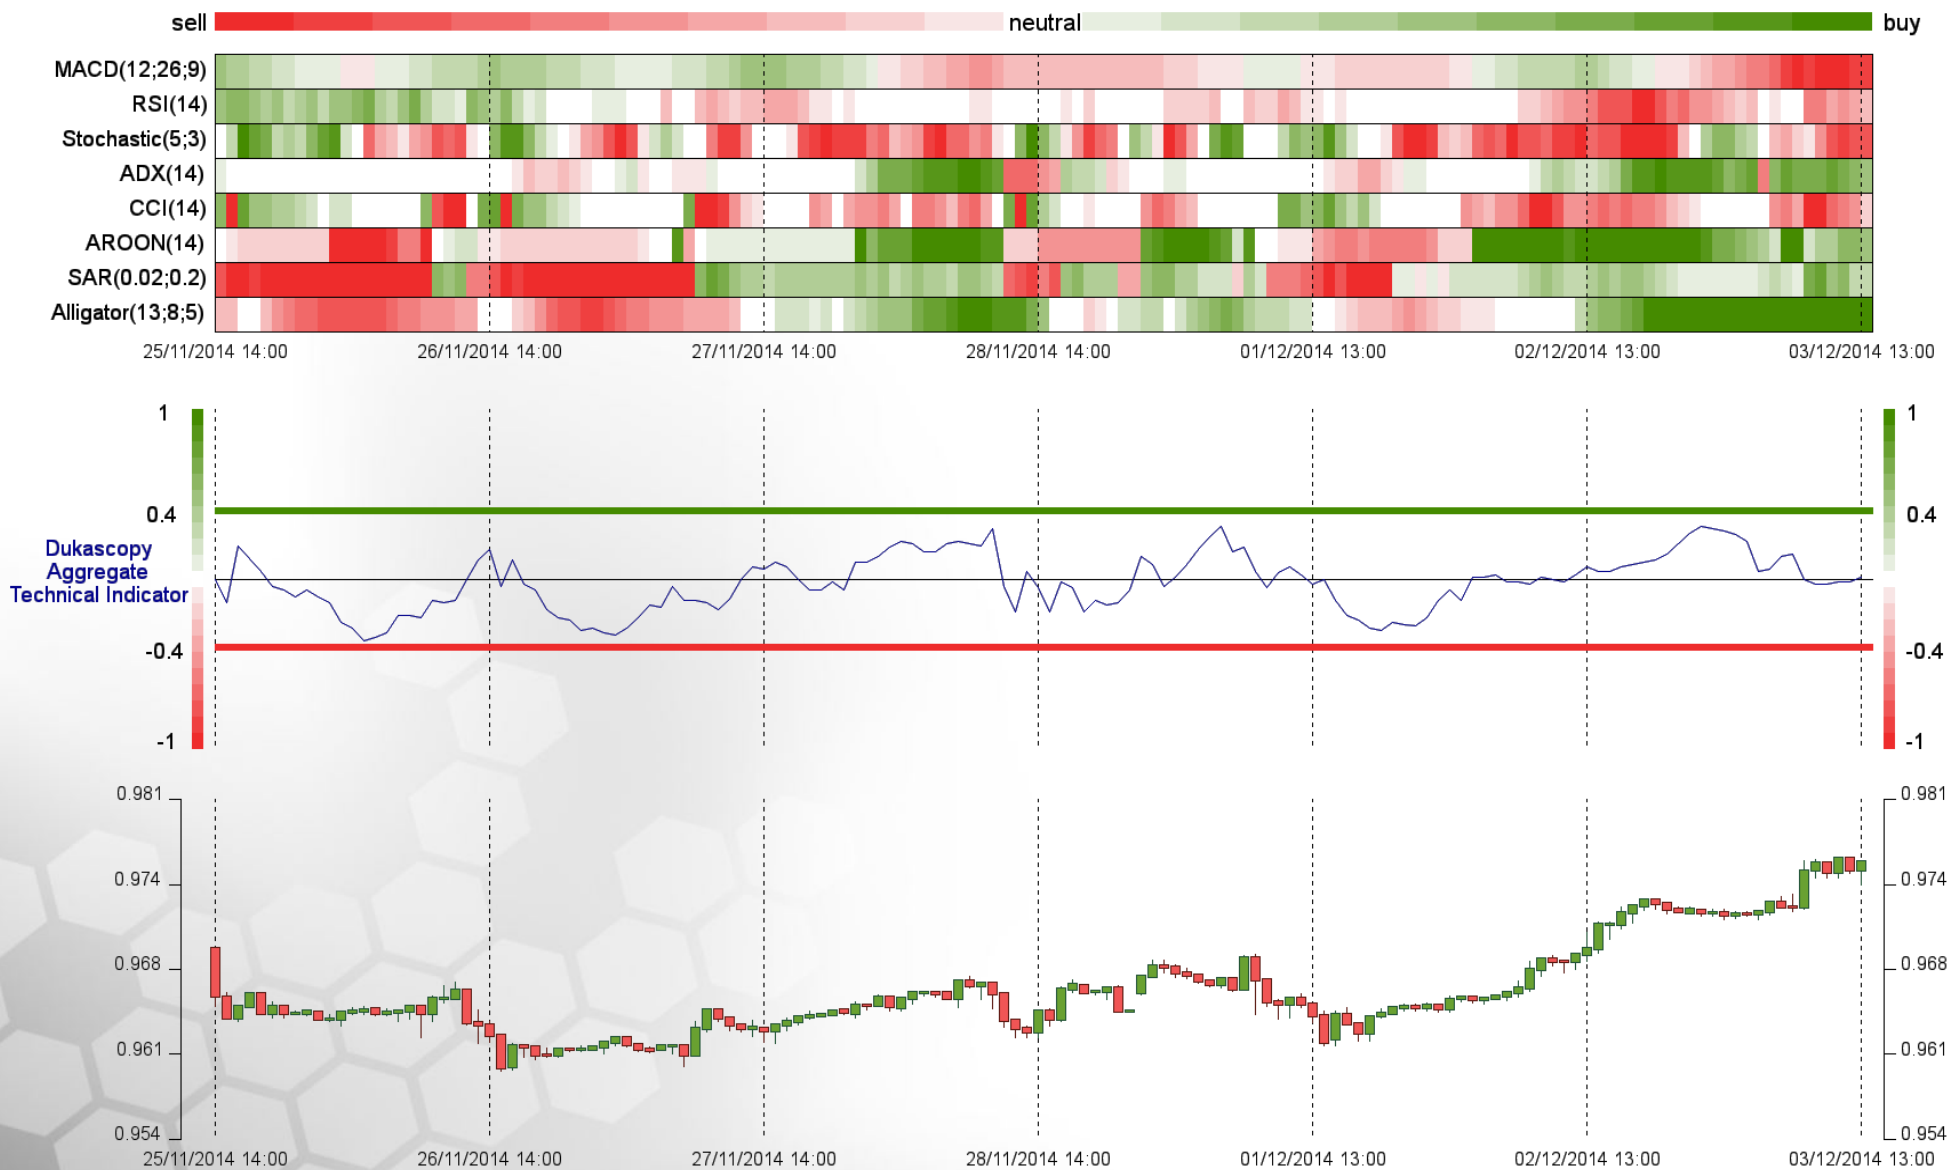 sell neutral buy
MACD(12;26;9)
RSI(14)
Stochastic(5;3)
ADX(14)
CCI(14)
AROON(14)
SAR(0.02;0.2)
Alligator(13;8;5)
25/11/2014 14:00 26/11/2014 14:00 27/11/2014 14:00 28/11/2014 14:00 01/12/2014 13:00 02/12/2014 13:00 03/12/2014 13:00
1 1
0.4 0.4
Dukascopy
Aggregate
Technical Indicator
-0.4 -0.4
-1 -1
0.981 0.981
0.974 0.974
0.968 0.968
0.961 0.961
0.954 0.954
25/11/2014 14:00 26/11/2014 14:00 27/11/2014 14:00 28/11/2014 14:00 01/12/2014 13:00 02/12/2014 13:00 03/12/2014 13:00